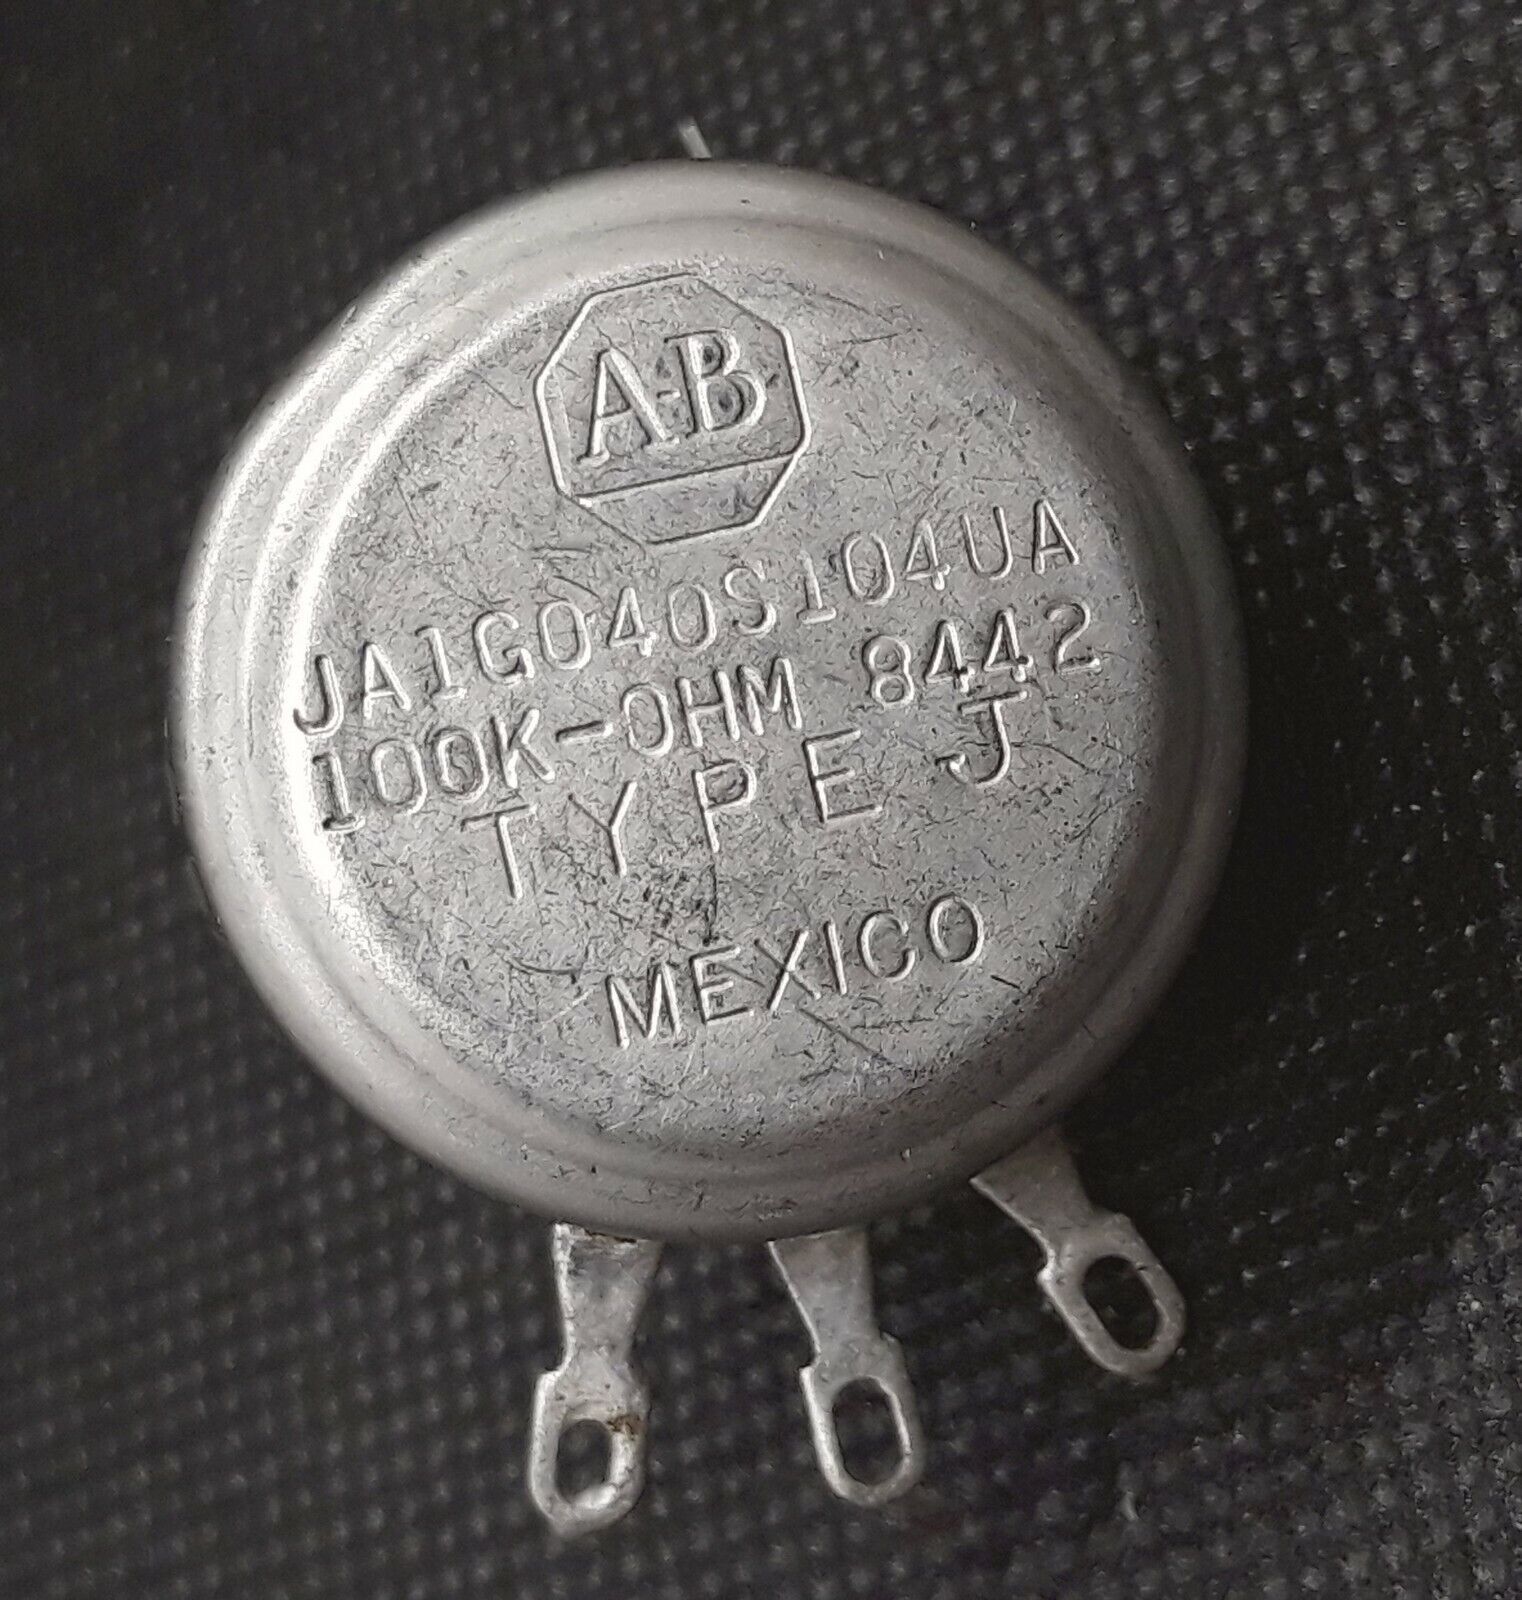 A-B
JA1G040S104UA
100K-OHM 8442
TYPE J
MEXICO